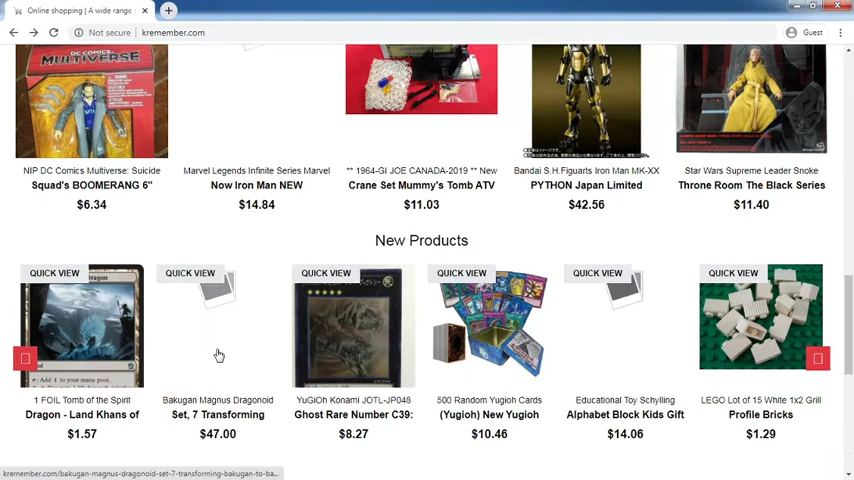 Online shopping | A wide range
Not secure | kremember.com
Guest
DC COMICS
MULTIVERSE
NIP DC Comics Multiverse: Suicide
Squad's BOOMERANG 6"
$6.34
Marvel Legends Infinite Series Marvel
Now Iron Man NEW
$14.84
** 1964-GI JOE CANADA-2019 ** New
Crane Set Mummy's Tomb ATV
$11.03
Bandai S.H.Figuarts Iron Man MK-XX
PYTHON Japan Limited
$42.56
Star Wars Supreme Leader Snoke
Throne Room The Black Series
$11.40
New Products
QUICK VIEW
Dragon
1 FOIL Tomb of the Spirit
Dragon - Land Khans of
$1.57
QUICK VIEW
Bakugan Magnus Dragonoid
Set, 7 Transforming
$47.00
QUICK VIEW
YuGiOh Konami JOTL-JP048
Ghost Rare Number C39:
$8.27
QUICK VIEW
500 Random Yugioh Cards
(Yugioh) New Yugioh
$10.46
QUICK VIEW
Educational Toy Schylling
Alphabet Block Kids Gift
$14.06
QUICK VIEW
LEGO Lot of 15 White 1x2 Grill
Profile Bricks
$1.29
kremember.com/bakugan-magnus-dragonoid-set-7-transforming-bakugan-to-ba...